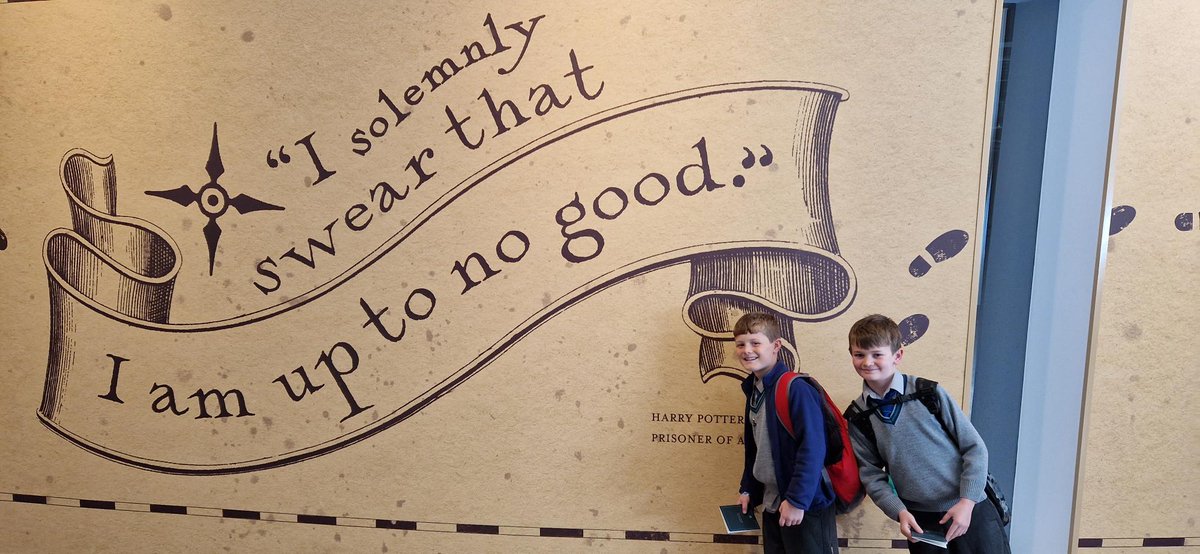 “I solemnly
swear that
I am up to no good.”
HARRY POTTER
PRISONER OF